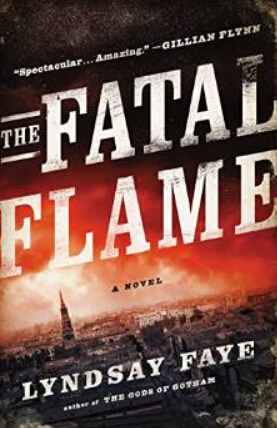 "Spectacular... Amazing." —GILLIAN FLYNN
THE FATAL
FLAME
A NOVEL
LYNDSAY FAYE
author of THE GODS OF GOTHAM